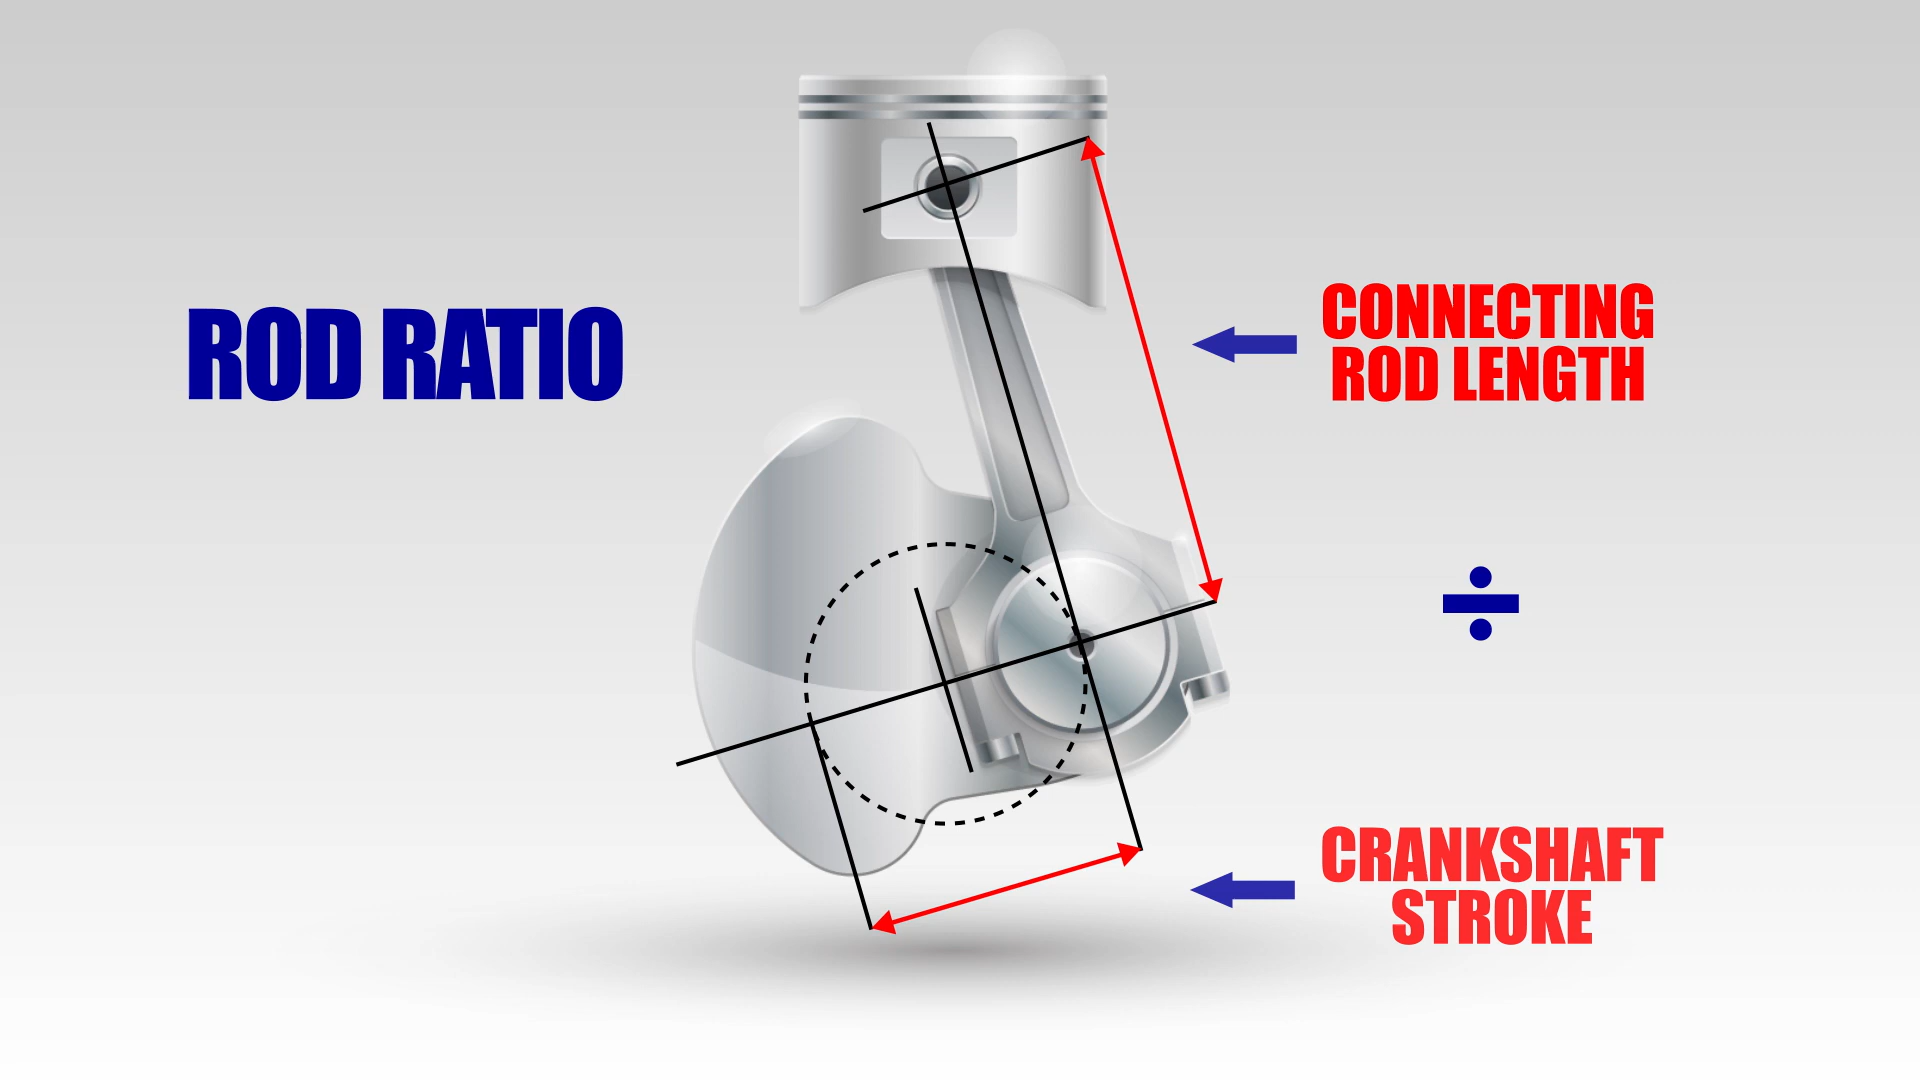 ROD RATIO
CONNECTING
ROD LENGTH
÷
CRANKSHAFT
STROKE